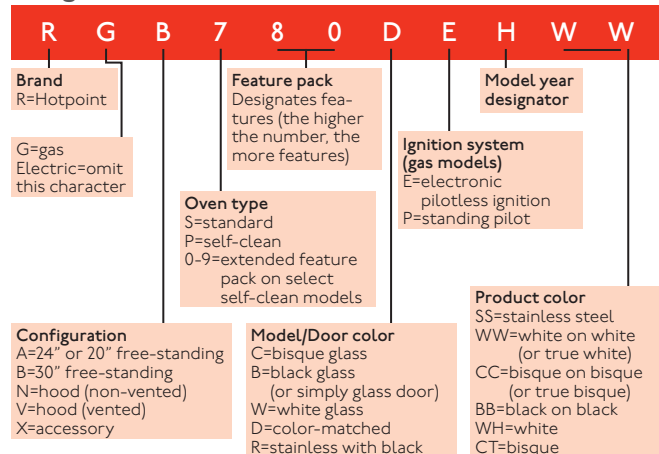 R G B 7 8 0 D E H W W
Brand
R=Hotpoint
G=gas
Electric=omit
this character
Feature pack
Designates fea-
tures (the higher
the number, the
more features)
Model year
designator
Ignition system
(gas models)
E=electronic
pilotless ignition
P=standing pilot
Oven type
S=standard
P=self-clean
0-9=extended feature
pack on select
self-clean models
Configuration
A=24” or 20” free-standing
B=30” free-standing
N=hood (non-vented)
V=hood (vented)
X=accessory
Model/Door color
C=bisque glass
B=black glass
(or simply glass door)
W=white glass
D=color-matched
R=stainless with black
Product color
SS=stainless steel
WW=white on white
(or true white)
CC=bisque on bisque
(or true bisque)
BB=black on black
WH=white
CT=bisque